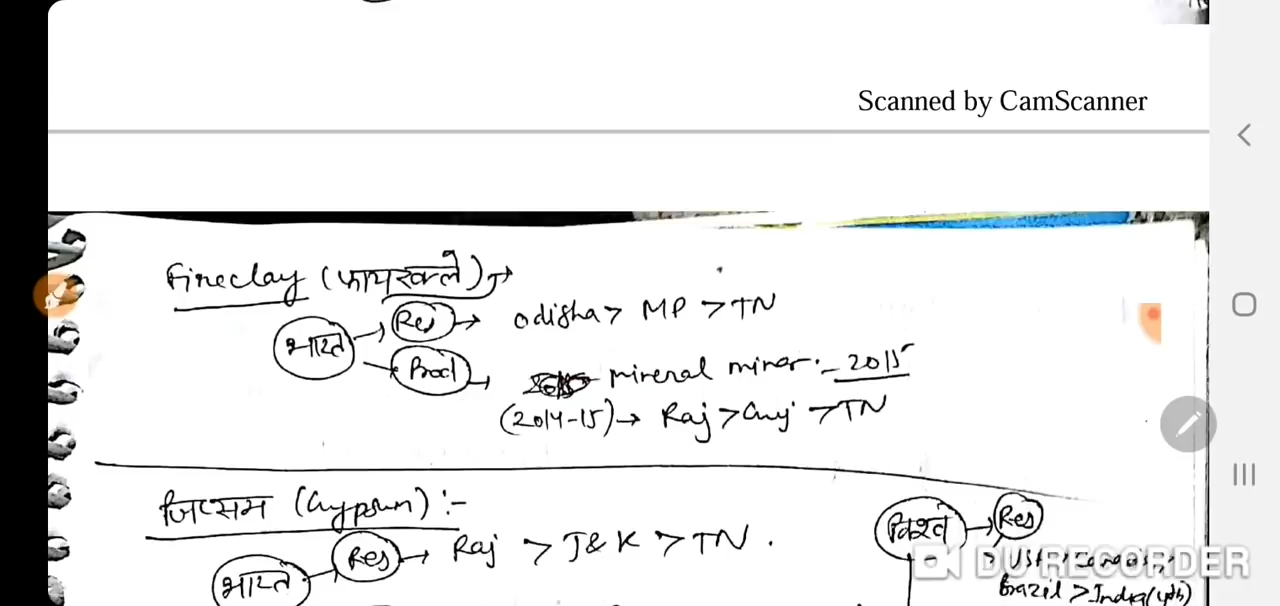 Scanned by CamScanner
Fireclay (फायरक्ले) →
भारत → Res → Odisha > MP > TN
→ Prod → mineral minor - 2015
(2014-15) → Raj > Guj > TN
जिप्सम (Gypsum) :-
भारत → Res → Raj > J&K > TN.
विश्व → Res
Brazil > India
DU RECORDER